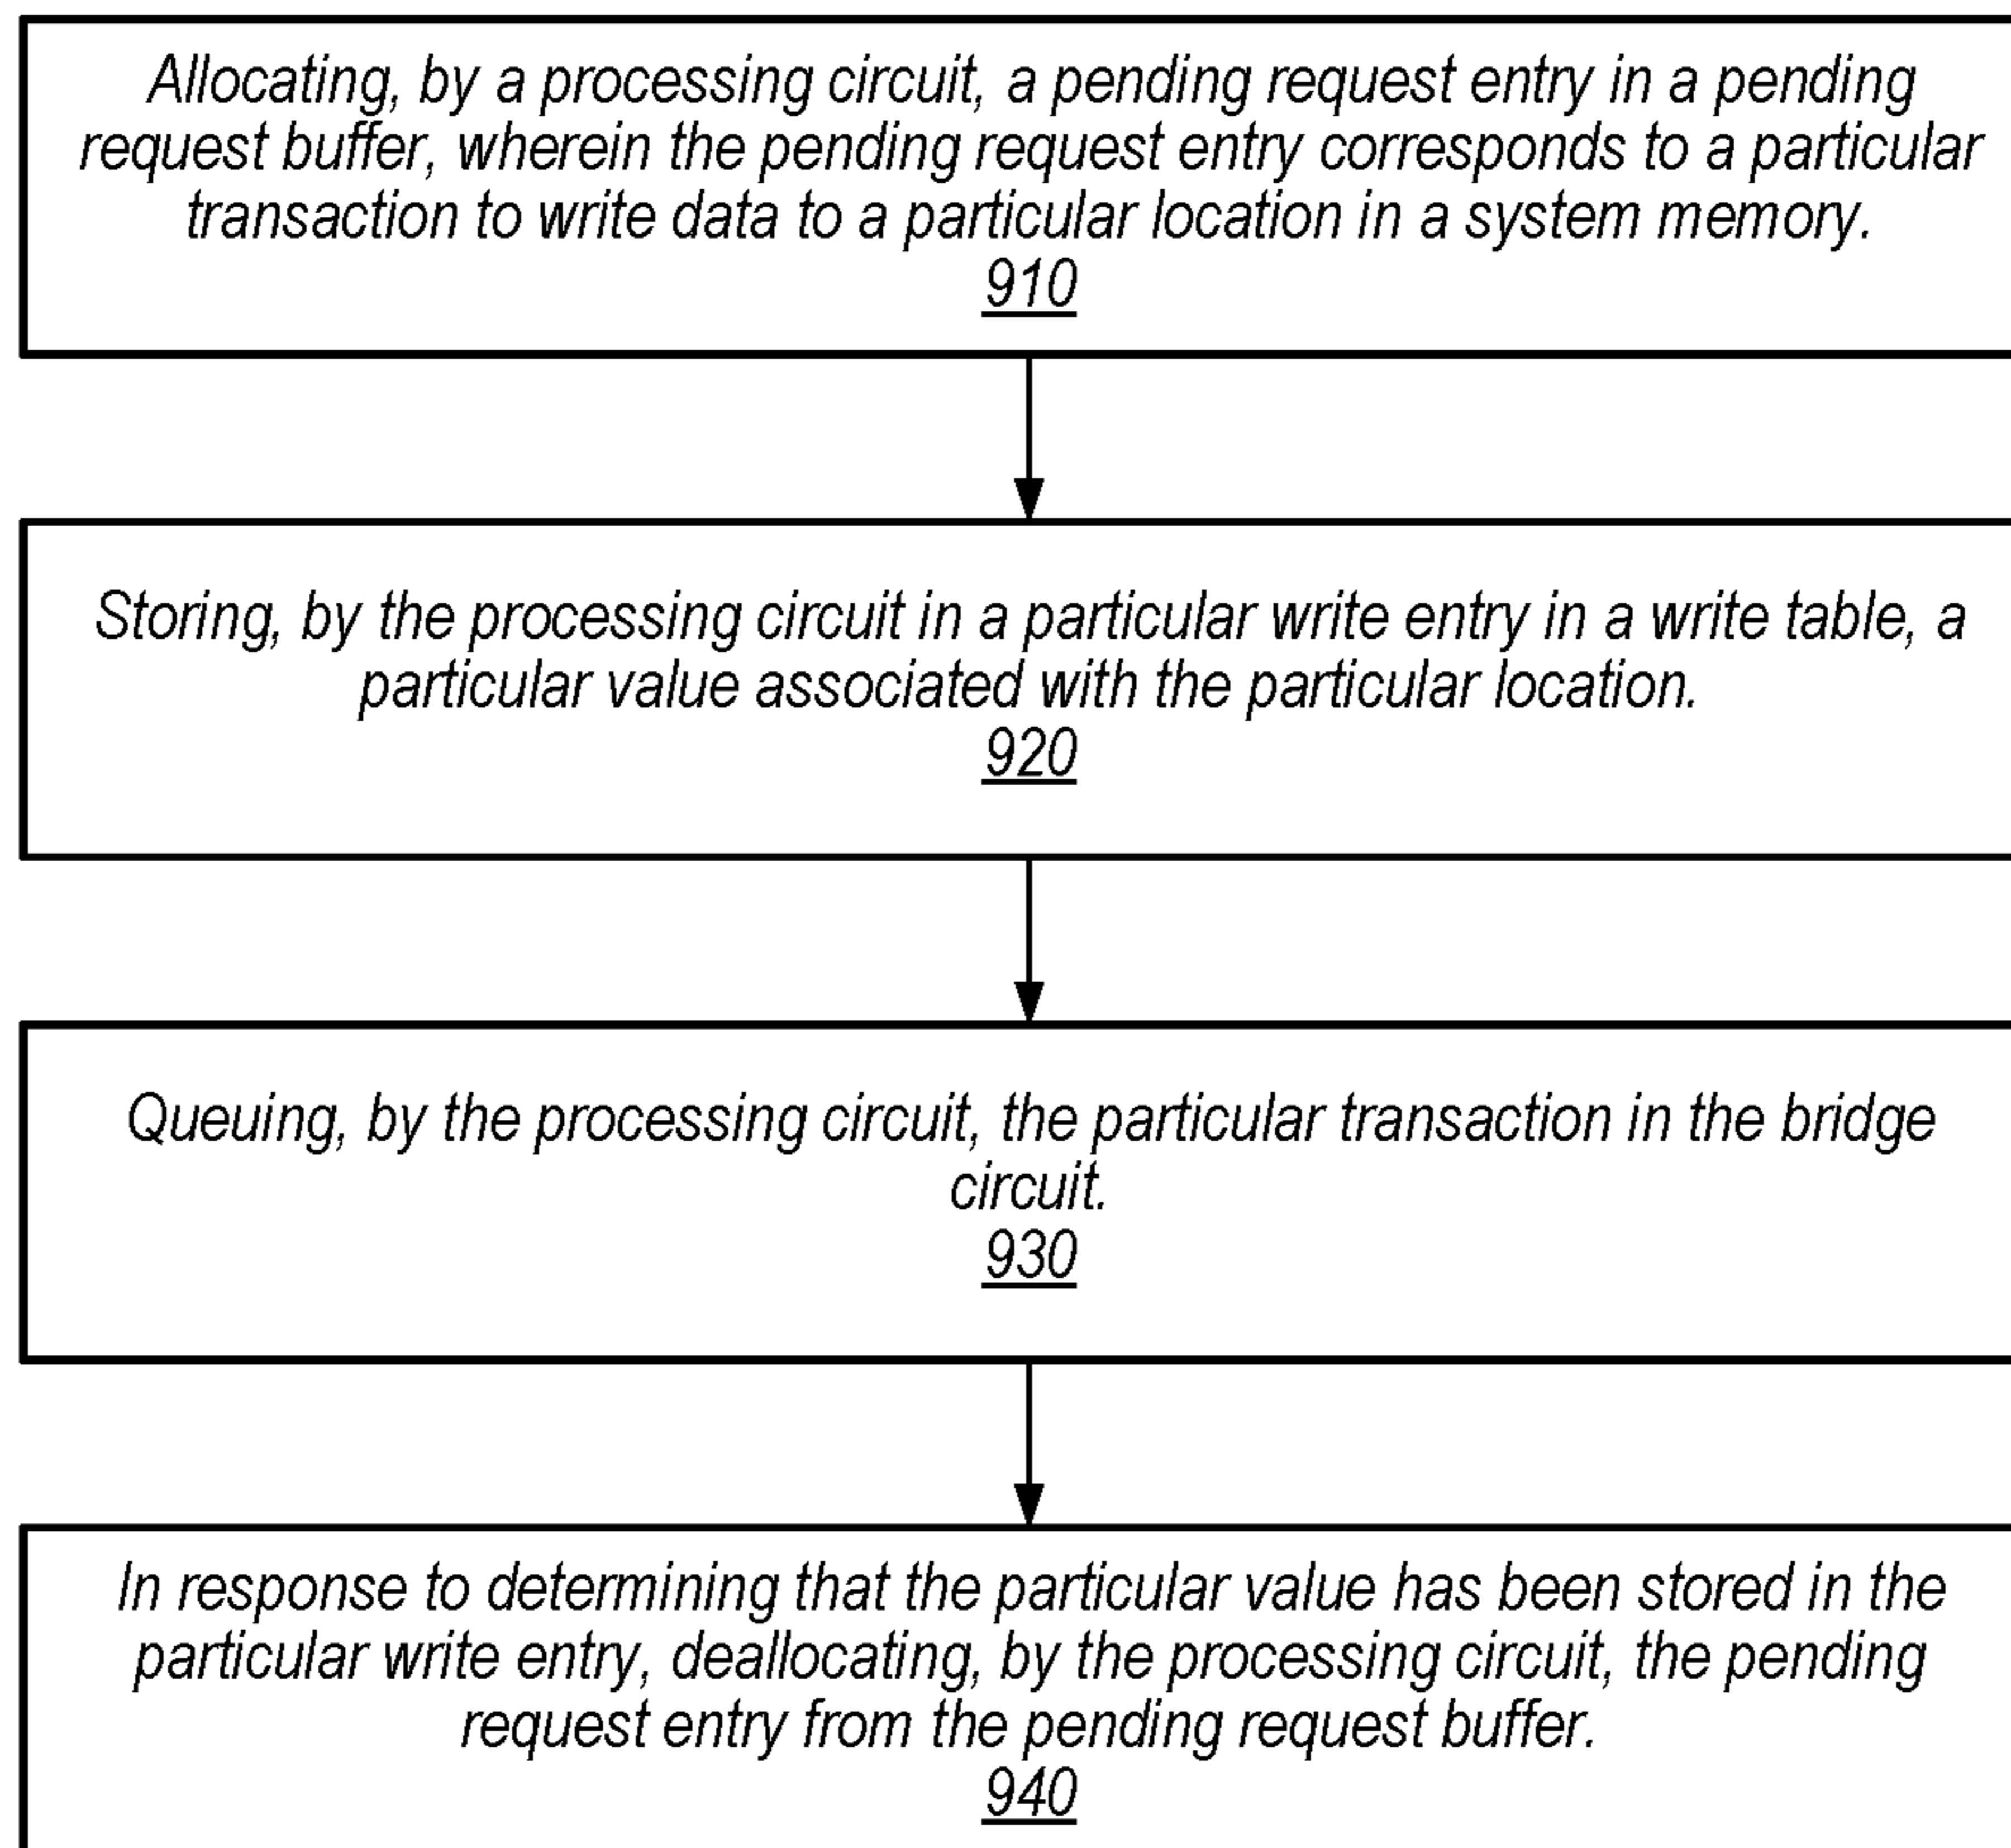 Allocating, by a processing circuit, a pending request entry in a pending
request buffer, wherein the pending request entry corresponds to a particular
transaction to write data to a particular location in a system memory.
910
Storing, by the processing circuit in a particular write entry in a write table, a
particular value associated with the particular location.
920
Queuing, by the processing circuit, the particular transaction in the bridge
circuit.
930
In response to determining that the particular value has been stored in the
particular write entry, deallocating, by the processing circuit, the pending
request entry from the pending request buffer.
940